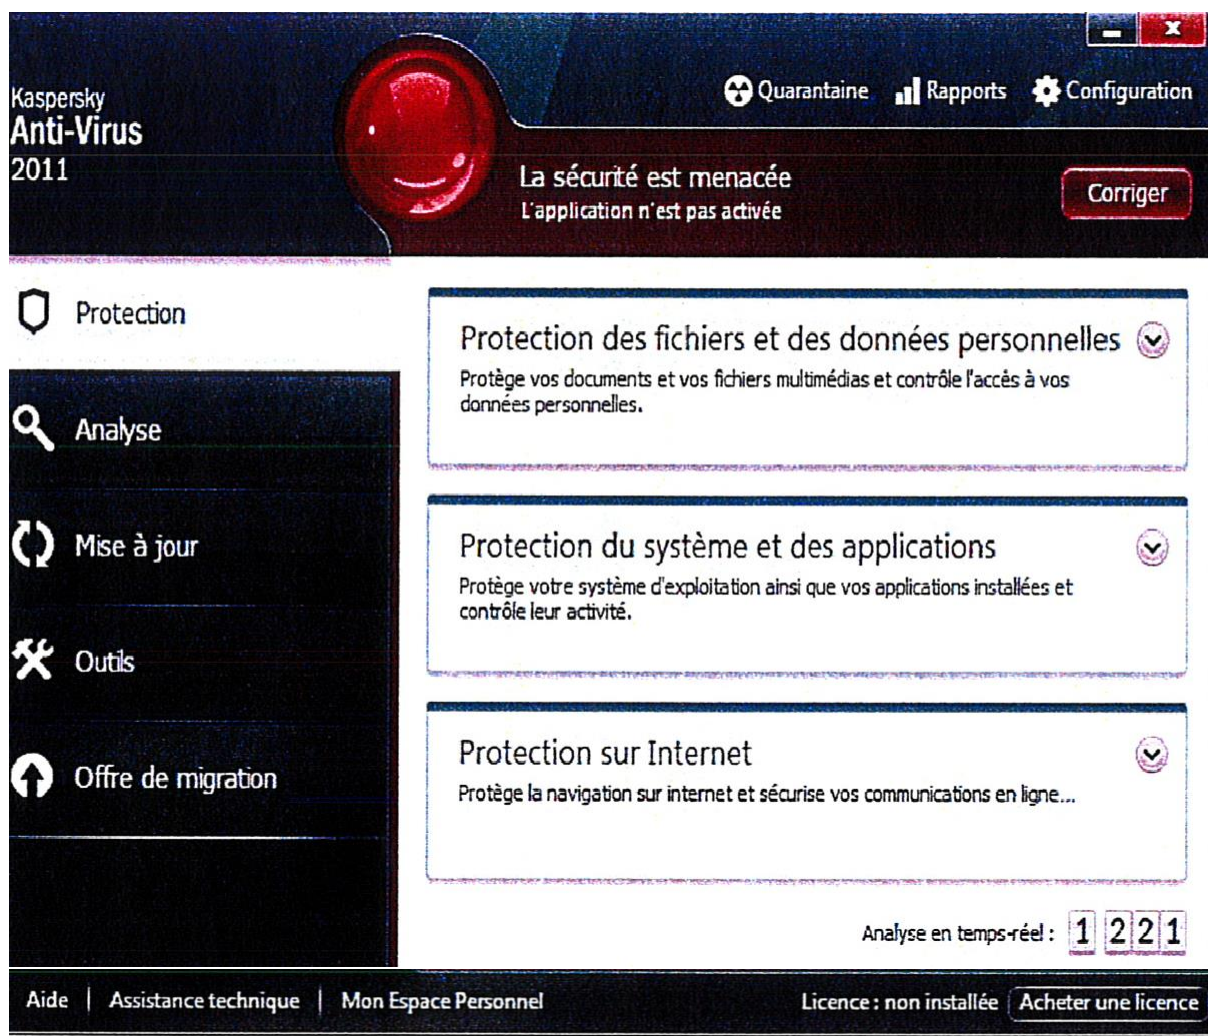 Kaspersky
Anti-Virus
2011
Quarantaine Rapports Configuration
La sécurité est menacée
L'application n'est pas activée
Corriger
Protection
Analyse
Mise à jour
Outils
Offre de migration
Protection des fichiers et des données personnelles
Protège vos documents et vos fichiers multimédias et contrôle l'accès à vos
données personnelles.
Protection du système et des applications
Protège votre système d'exploitation ainsi que vos applications installées et
contrôle leur activité.
Protection sur Internet
Protège la navigation sur internet et sécurise vos communications en ligne...
Analyse en temps-réel : 1 221
Aide | Assistance technique | Mon Espace Personnel
Licence : non installée Acheter une licence